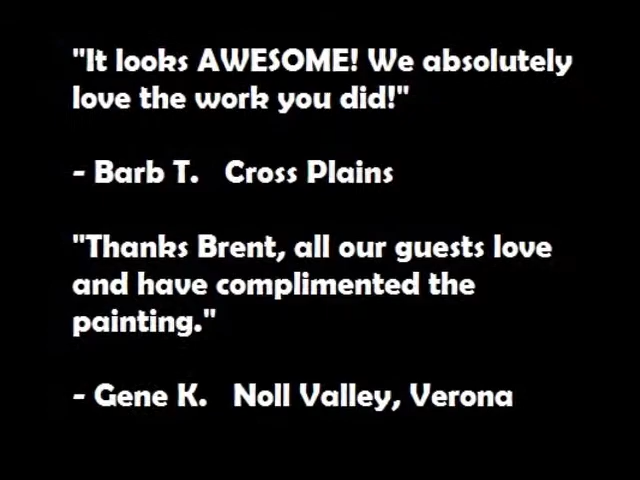 "It looks AWESOME! We absolutely
love the work you did!"
- Barb T.   Cross Plains
"Thanks Brent, all our guests love
and have complimented the
painting."
- Gene K.   Noll Valley, Verona